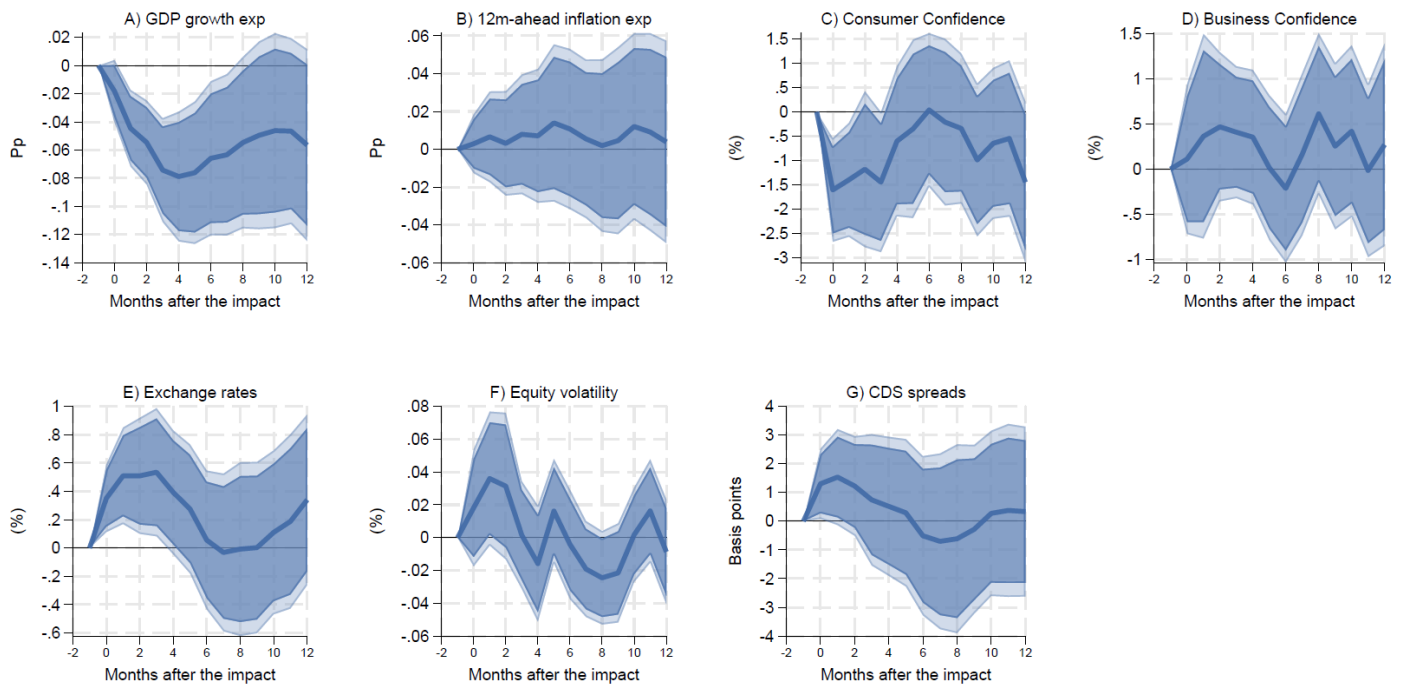 A) GDP growth exp
.02
0
-.02
-.04
-.06
-.08
-.1
-.12
-.14
Pp
-2 0 2 4 6 8 10 12
Months after the impact
B) 12m-ahead inflation exp
.06
.04
.02
0
-.02
-.04
-.06
Pp
-2 0 2 4 6 8 10 12
Months after the impact
C) Consumer Confidence
1.5
1
.5
0
-.5
-1
-1.5
-2
-2.5
-3
(%)
-2 0 2 4 6 8 10 12
Months after the impact
D) Business Confidence
1.5
1
.5
0
-.5
-1
(%)
-2 0 2 4 6 8 10 12
Months after the impact
E) Exchange rates
1
.8
.6
.4
.2
0
-.2
-.4
-.6
(%)
-2 0 2 4 6 8 10 12
Months after the impact
F) Equity volatility
.08
.06
.04
.02
0
-.02
-.04
-.06
(%)
-2 0 2 4 6 8 10 12
Months after the impact
G) CDS spreads
4
3
2
1
0
-1
-2
-3
-4
Basis points
-2 0 2 4 6 8 10 12
Months after the impact